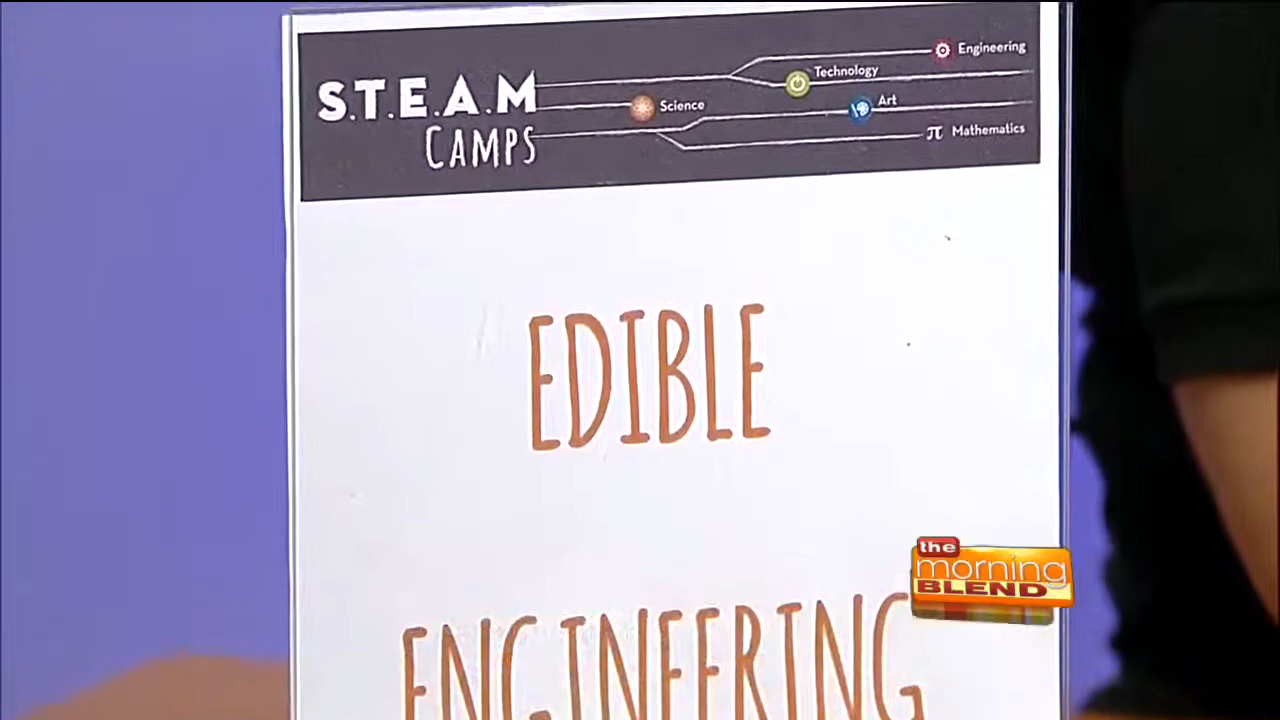 S.T.E.A.M
CAMPS
Science
Technology
Engineering
Art
π Mathematics
EDIBLE
ENGINEERING
the
morning
BLEND